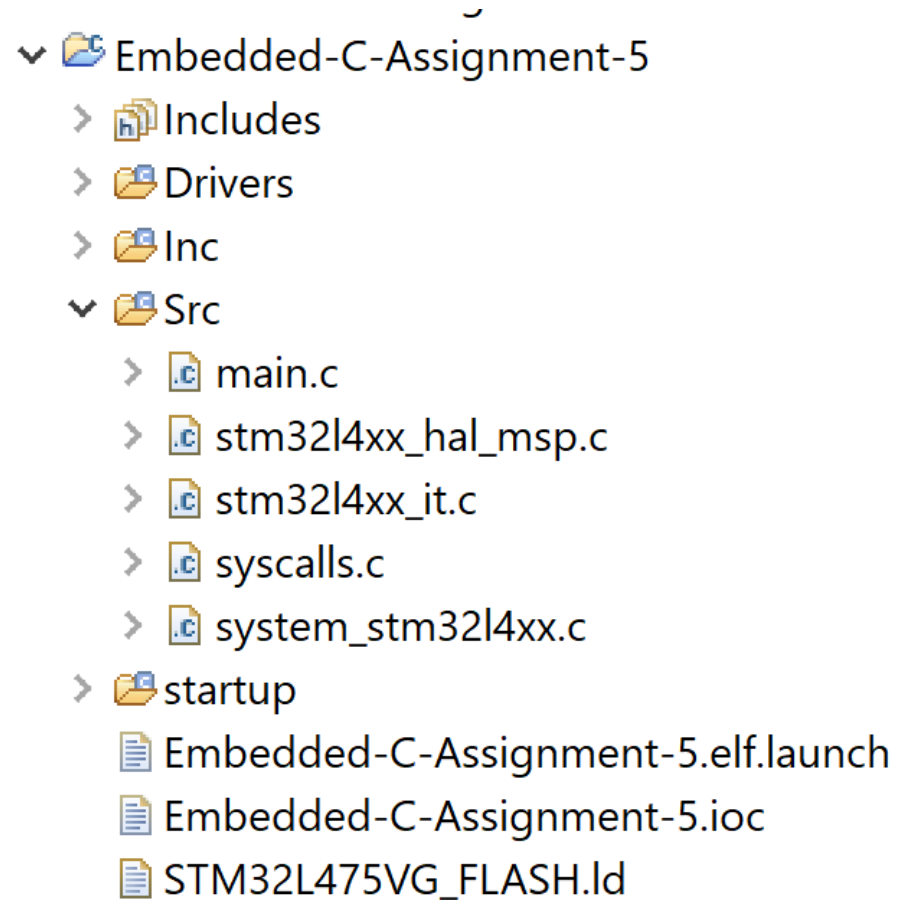 Embedded-C-Assignment-5
Includes
Drivers
Inc
Src
main.c
stm32l4xx_hal_msp.c
stm32l4xx_it.c
syscalls.c
system_stm32l4xx.c
startup
Embedded-C-Assignment-5.elf.launch
Embedded-C-Assignment-5.ioc
STM32L475VG_FLASH.ld